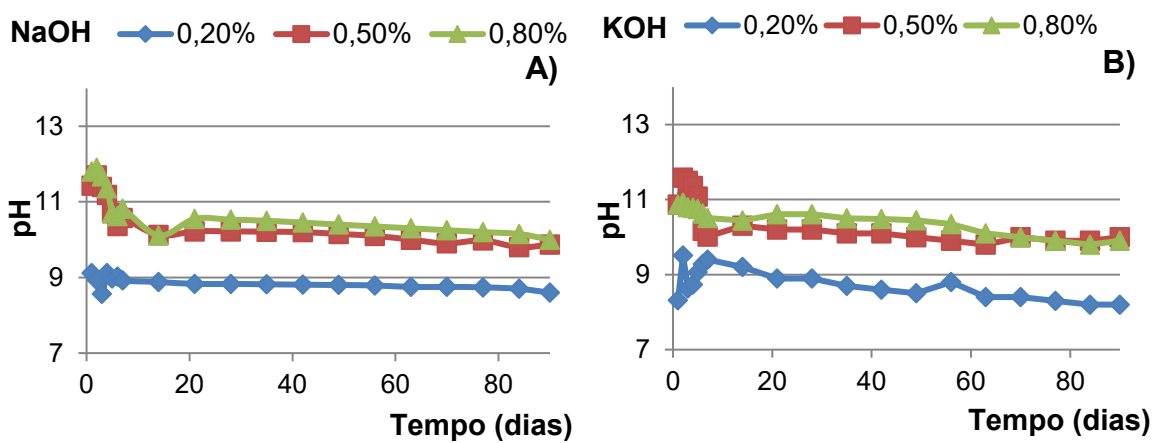 NaOH 0,20% 0,50% 0,80%
A)
13
11
9
7
pH
0 20 40 60 80
Tempo (dias)
KOH 0,20% 0,50% 0,80%
B)
13
11
9
7
pH
0 20 40 60 80
Tempo (dias)